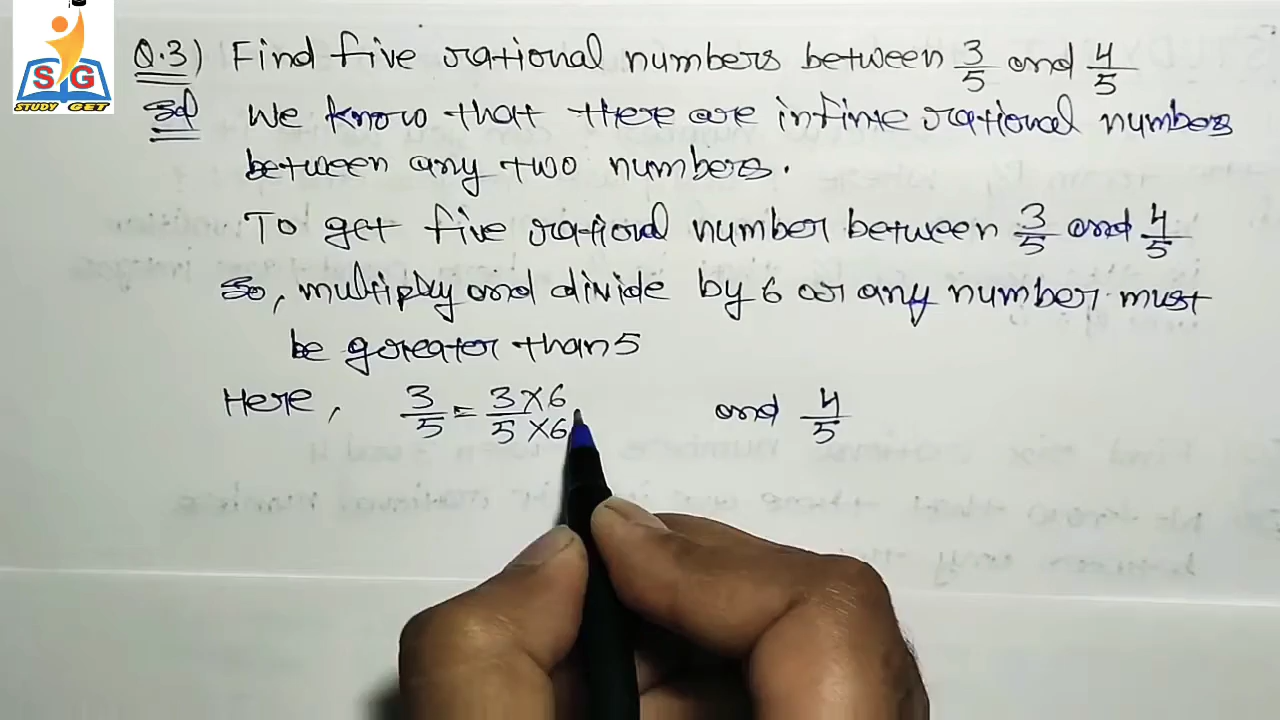 SG
STUDY GET
Q.3) Find five rational numbers between 3/5 and 4/5
Sol We know that there are infinte rational numbers
between any two numbers.
To get five rational number between 3/5 and 4/5
So, multiply and divide by 6 or any number must
be greater than 5
Here, 3/5 = 3×6/5×6 and 4/5